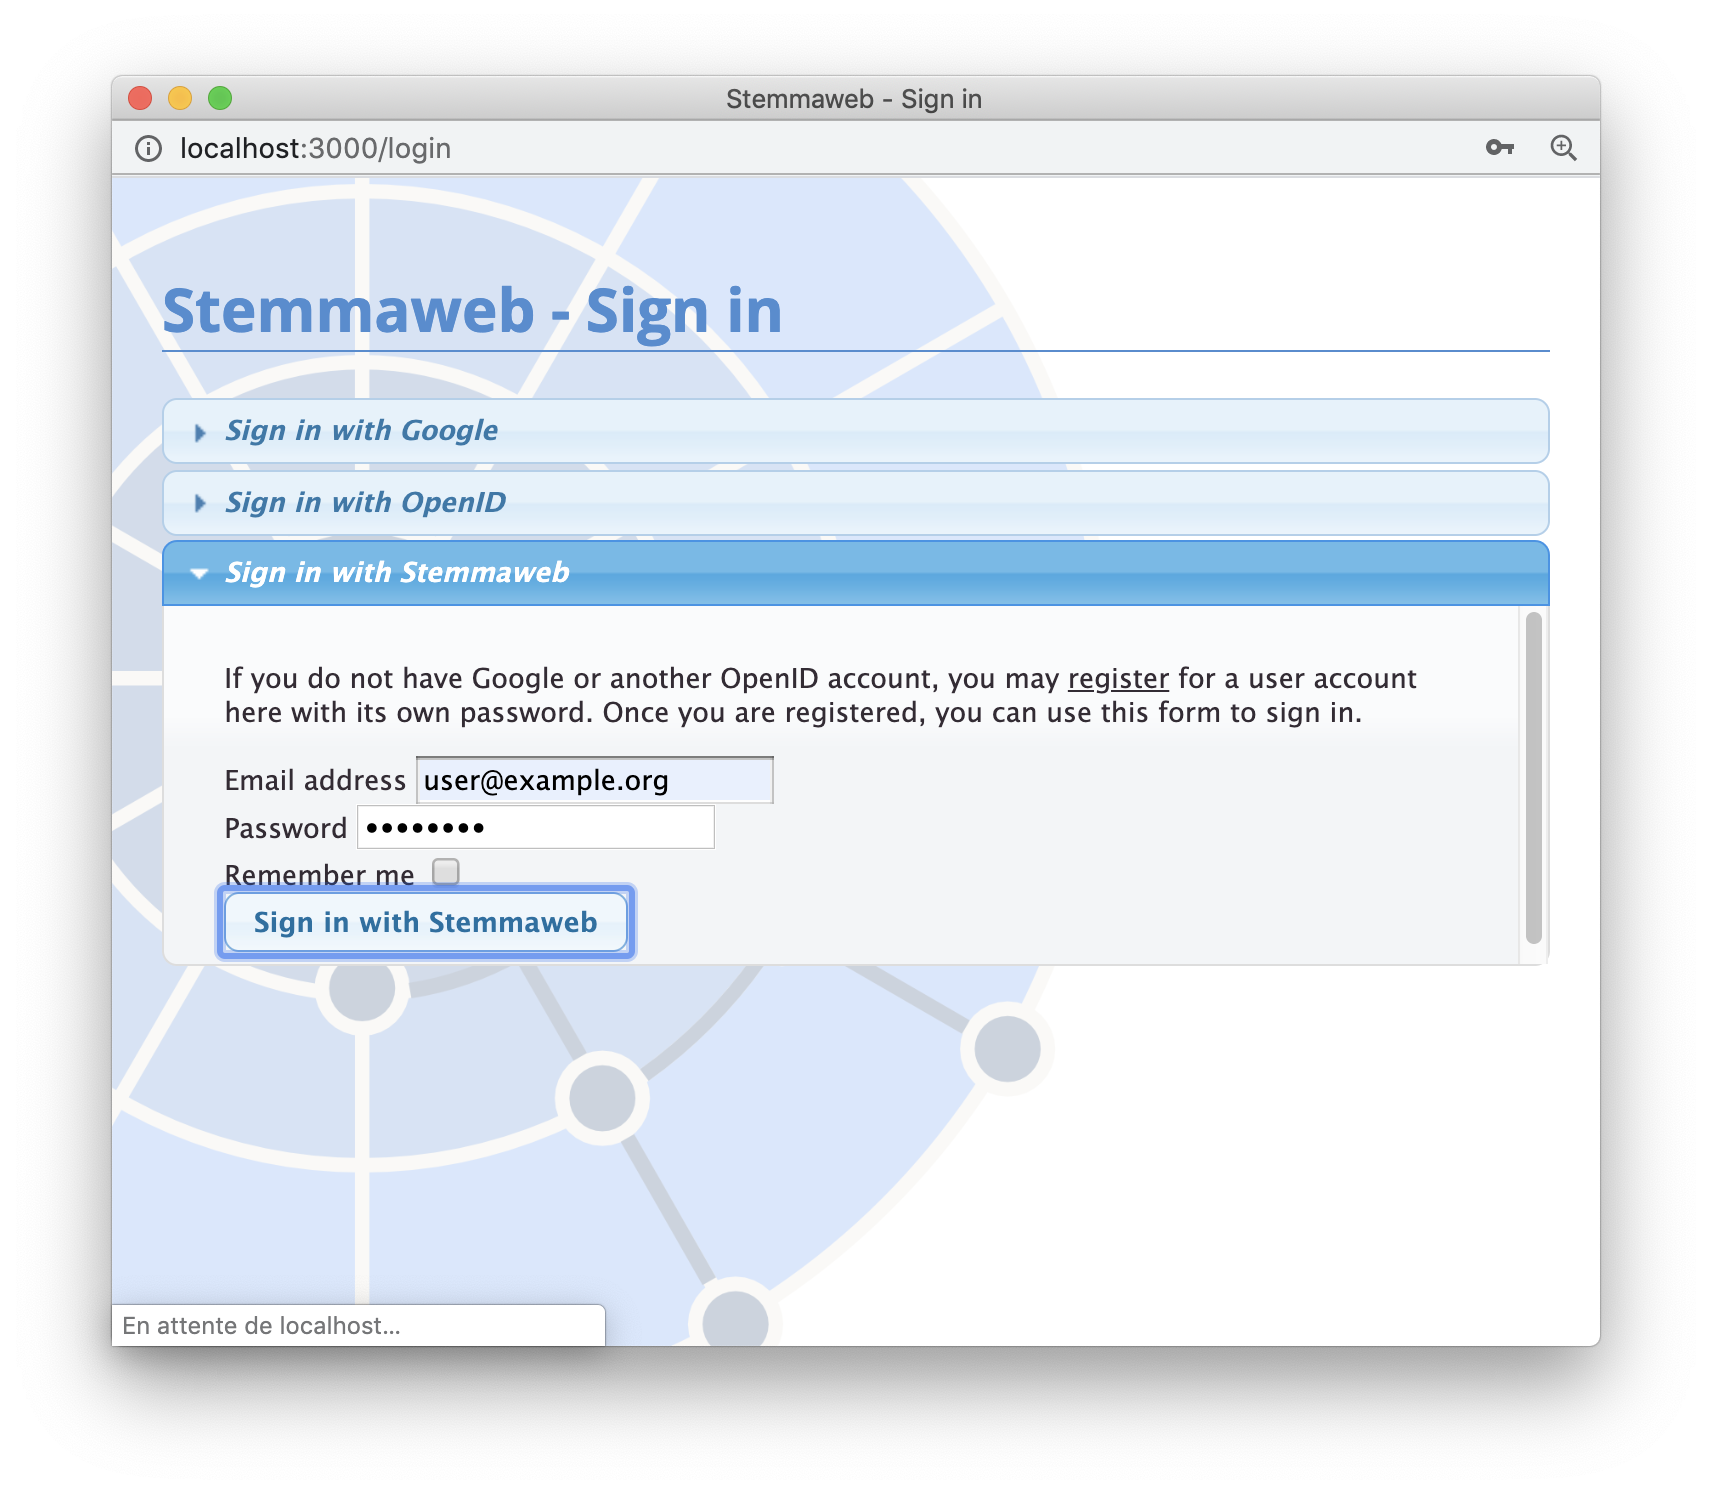 Stemmaweb - Sign in
localhost:3000/login
Stemmaweb - Sign in
Sign in with Google
Sign in with OpenID
Sign in with Stemmaweb
If you do not have Google or another OpenID account, you may register for a user account
here with its own password. Once you are registered, you can use this form to sign in.
Email address user@example.org
Password ••••••••
Remember me
Sign in with Stemmaweb
En attente de localhost...